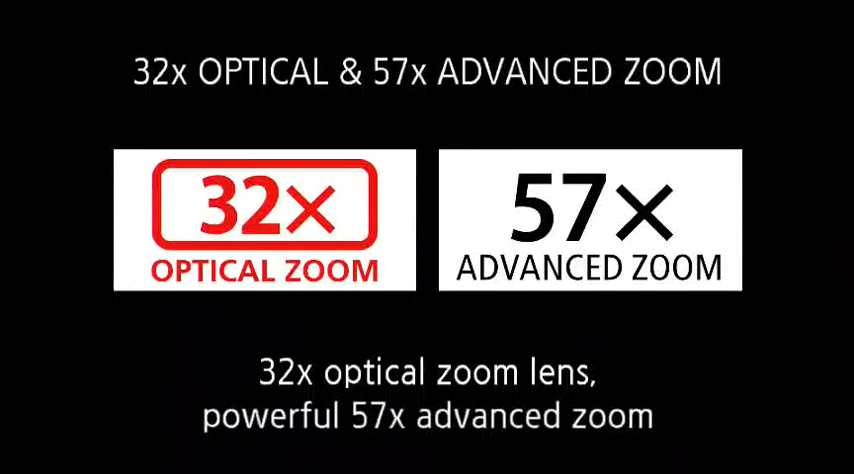 32x OPTICAL & 57x ADVANCED ZOOM
32×
OPTICAL ZOOM
57×
ADVANCED ZOOM
32x optical zoom lens,
powerful 57x advanced zoom